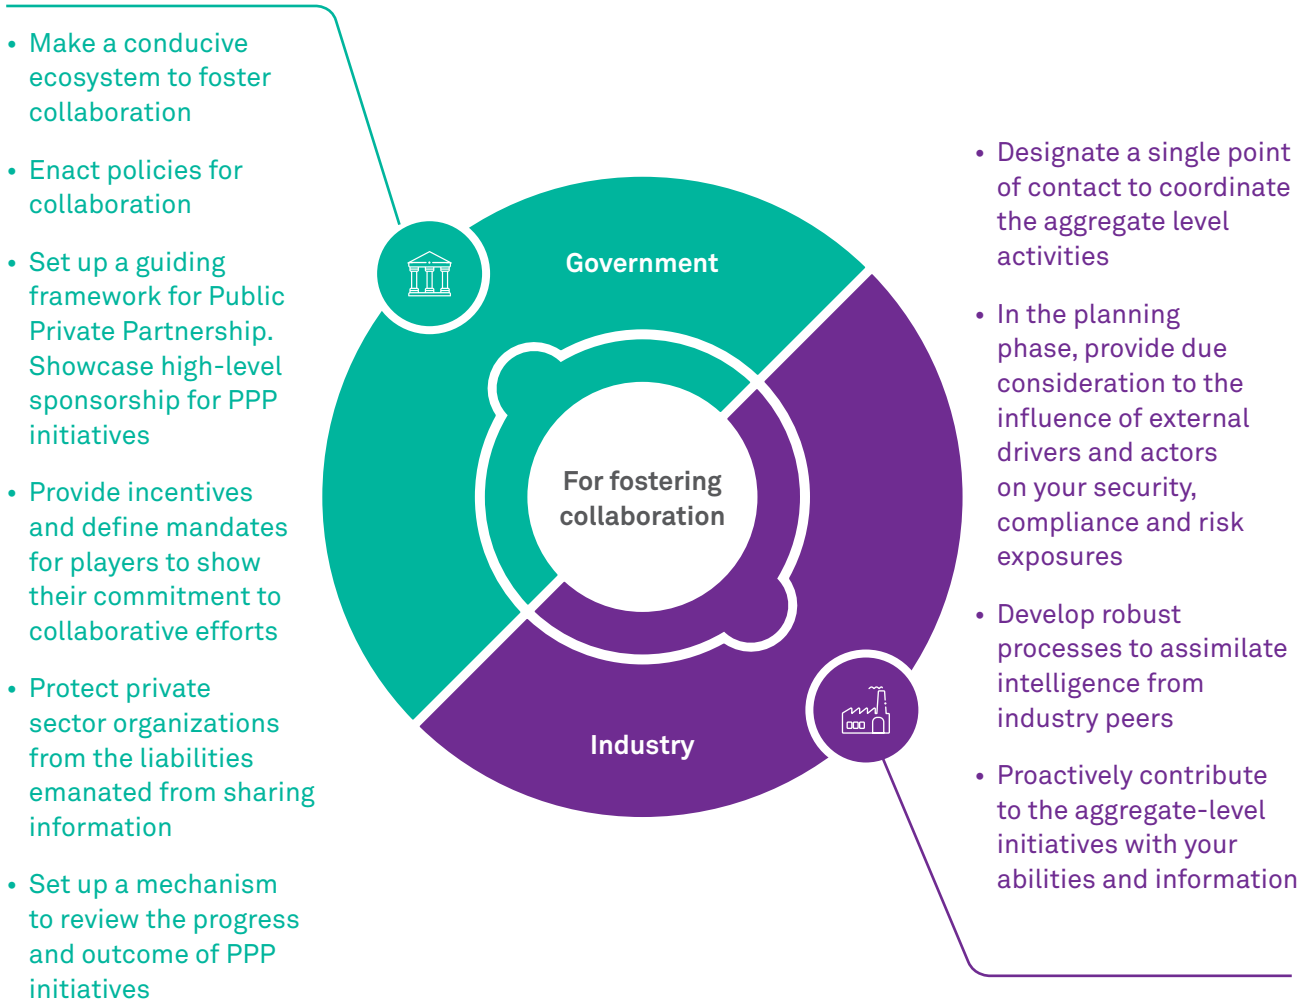 • Make a conducive
ecosystem to foster
collaboration
• Enact policies for
collaboration
• Set up a guiding
framework for Public
Private Partnership.
Showcase high-level
sponsorship for PPP
initiatives
• Provide incentives
and define mandates
for players to show
their commitment to
collaborative efforts
• Protect private
sector organizations
from the liabilities
emanated from sharing
information
• Set up a mechanism
to review the progress
and outcome of PPP
initiatives
Government
For fostering
collaboration
Industry
• Designate a single point
of contact to coordinate
the aggregate level
activities
• In the planning
phase, provide due
consideration to the
influence of external
drivers and actors
on your security,
compliance and risk
exposures
• Develop robust
processes to assimilate
intelligence from
industry peers
• Proactively contribute
to the aggregate-level
initiatives with your
abilities and information